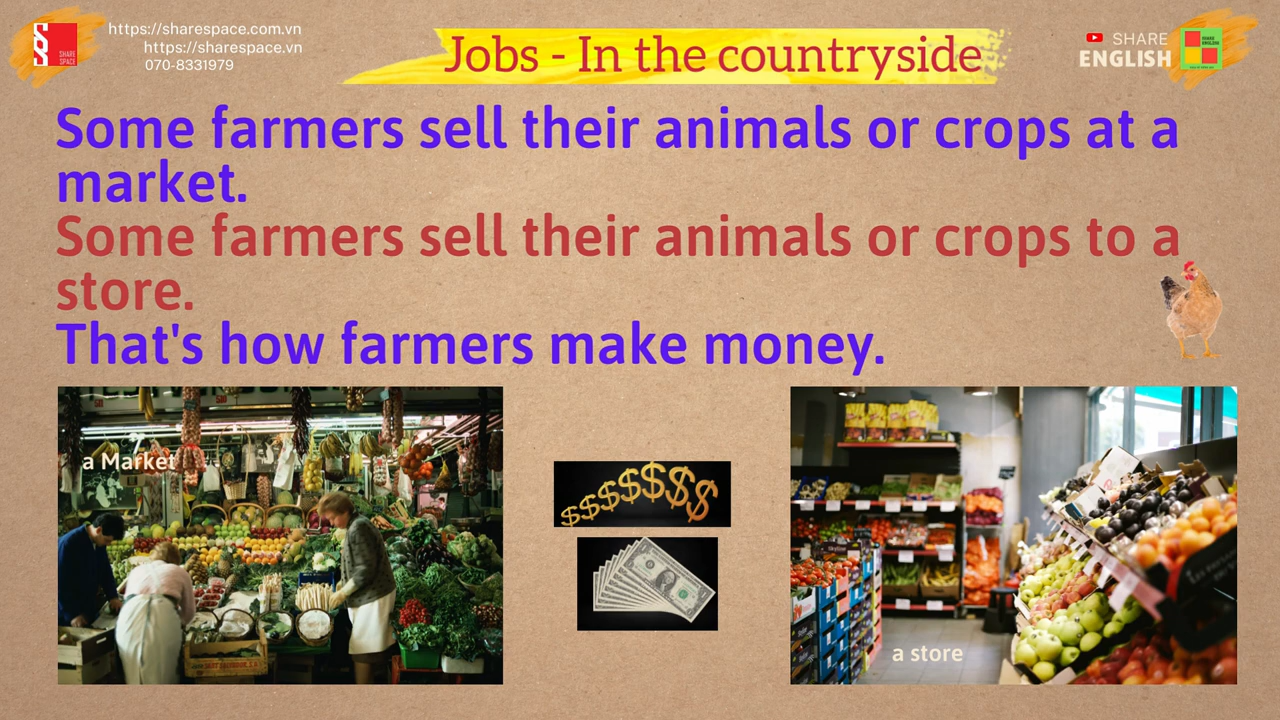 https://sharespace.com.vn
https://sharespace.vn
070-8331979
SHARE
SPACE
Jobs - In the countryside
SHARE
ENGLISH
Some farmers sell their animals or crops at a
market.
Some farmers sell their animals or crops to a
store.
That's how farmers make money.
a Market
$$$$$$$$
a store